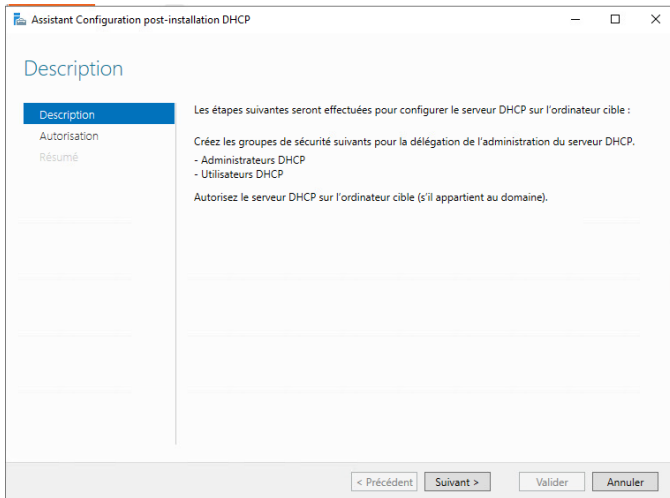 Assistant Configuration post-installation DHCP
Description
Description
Autorisation
Résumé
Les étapes suivantes seront effectuées pour configurer le serveur DHCP sur l'ordinateur cible :
Créez les groupes de sécurité suivants pour la délégation de l'administration du serveur DHCP.
- Administrateurs DHCP
- Utilisateurs DHCP
Autorisez le serveur DHCP sur l'ordinateur cible (s'il appartient au domaine).
< Précédent
Suivant >
Valider
Annuler